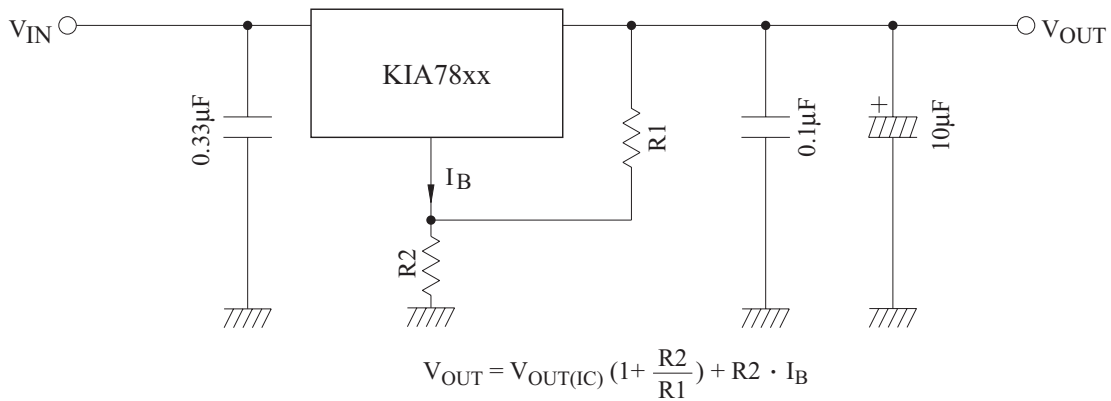 VIN
KIA78xx
VOUT
0.33µF
IB
R1
R2
0.1µF
+
10µF
VOUT = VOUT(IC) (1+ R2/R1) + R2 · IB